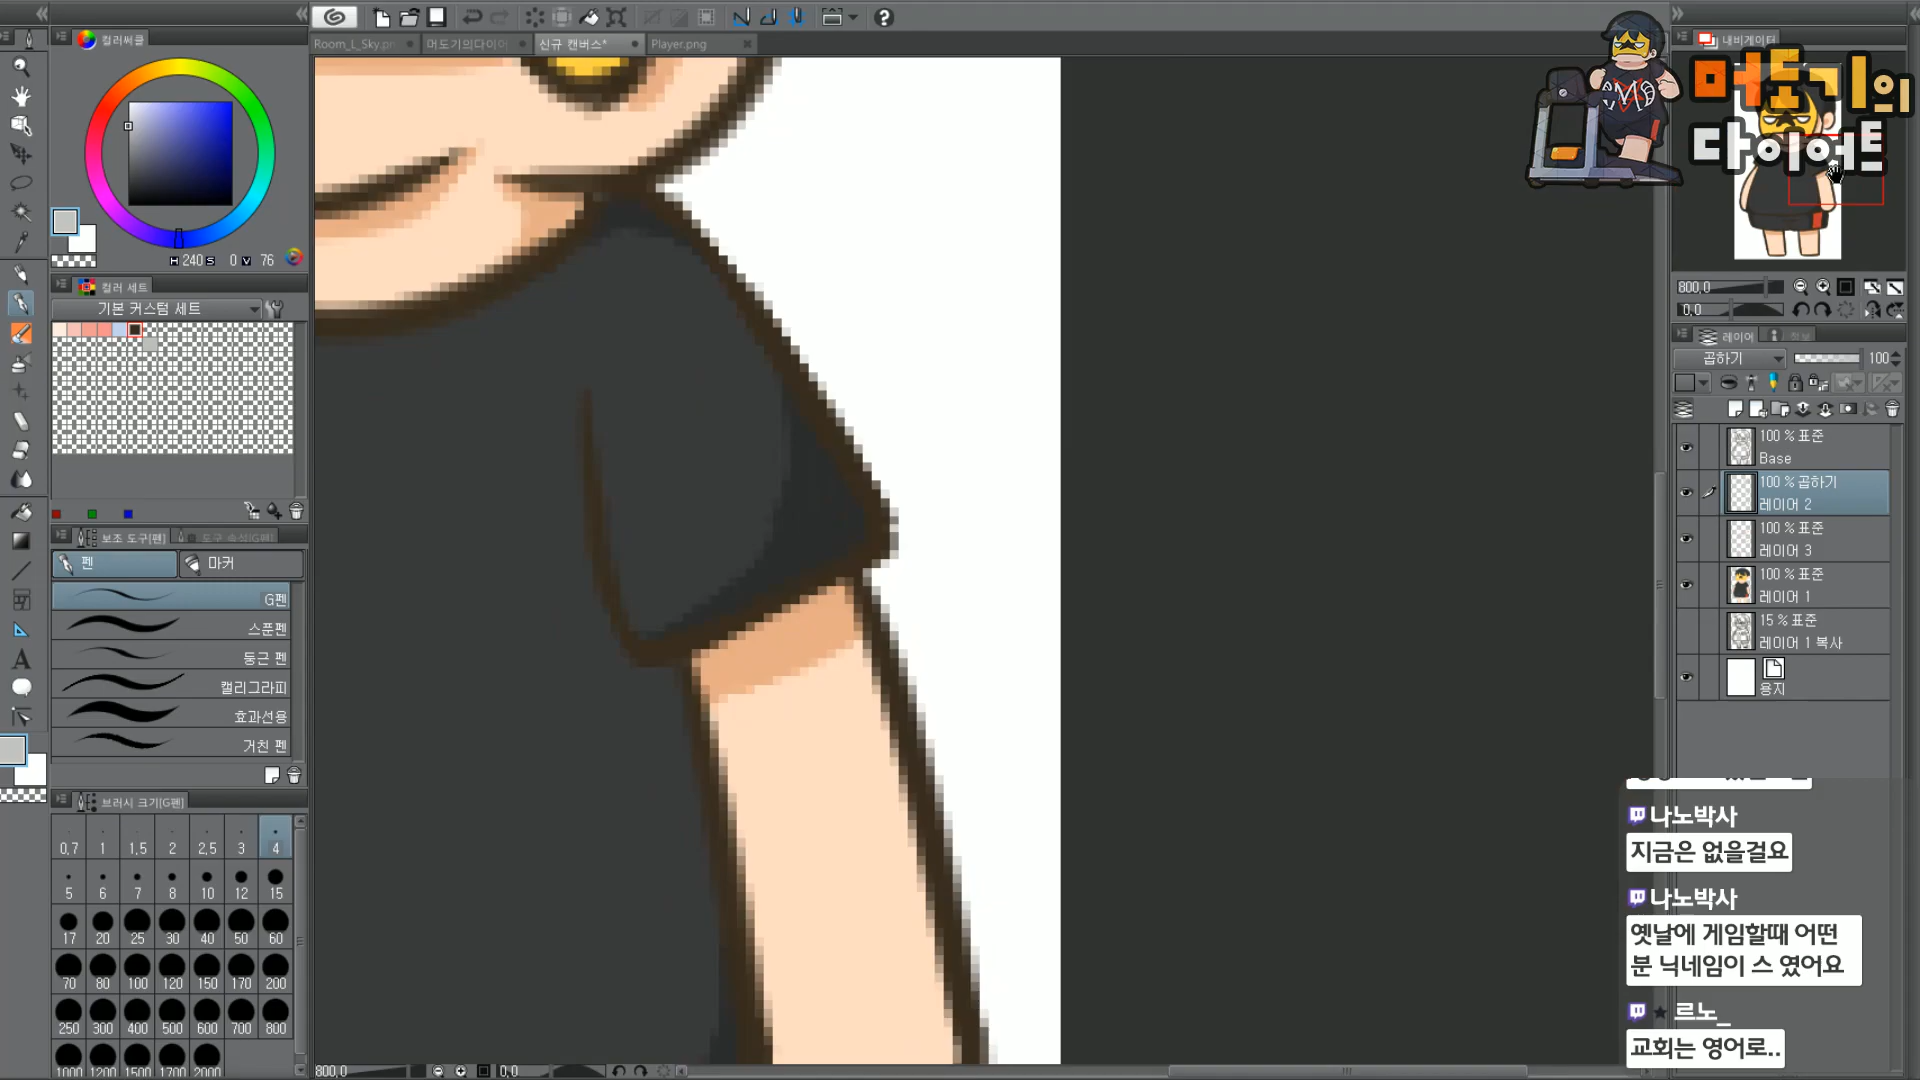 컬러써클
H 240 S 0 V 76
컬러 세트
기본 커스텀 세트
보조 도구[펜]
도구 속성[G펜]
펜
마커
G펜
스푼펜
둥근 펜
캘리그라피
효과선용
거친 펜
브러시 크기[G펜]
0.7 1 1.5 2 2.5 3 4
5 6 7 8 10 12 15
17 20 25 30 40 50 60
70 80 100 120 150 170 200
250 300 400 500 600 700 800
1000 1200 1500 1700 2000
Room_L_Sky.pn
머도기의다이어
신규 캔버스*
Player.png
800.0
0.0
내비게이터
머도기의
다이어트
800.0
0.0
레이어
정보
곱하기
100
100 % 표준
Base
100 % 곱하기
레이어 2
100 % 표준
레이어 3
100 % 표준
레이어 1
15 % 표준
레이어 1 복사
용지
나노박사
지금은 없을걸요
나노박사
옛날에 게임할때 어떤
분 닉네임이 스 였어요
르노_
교회는 영어로..